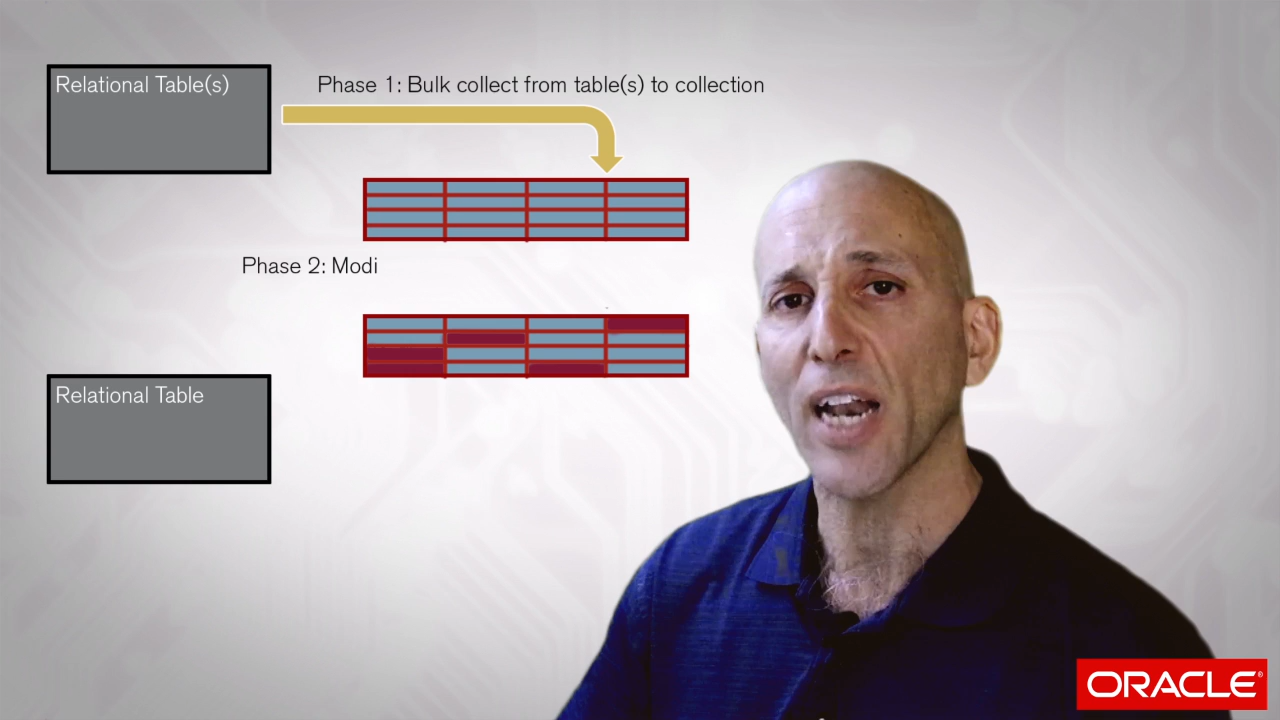 Relational Table(s)
Phase 1: Bulk collect from table(s) to collection
Phase 2: Modi
Relational Table
ORACLE®